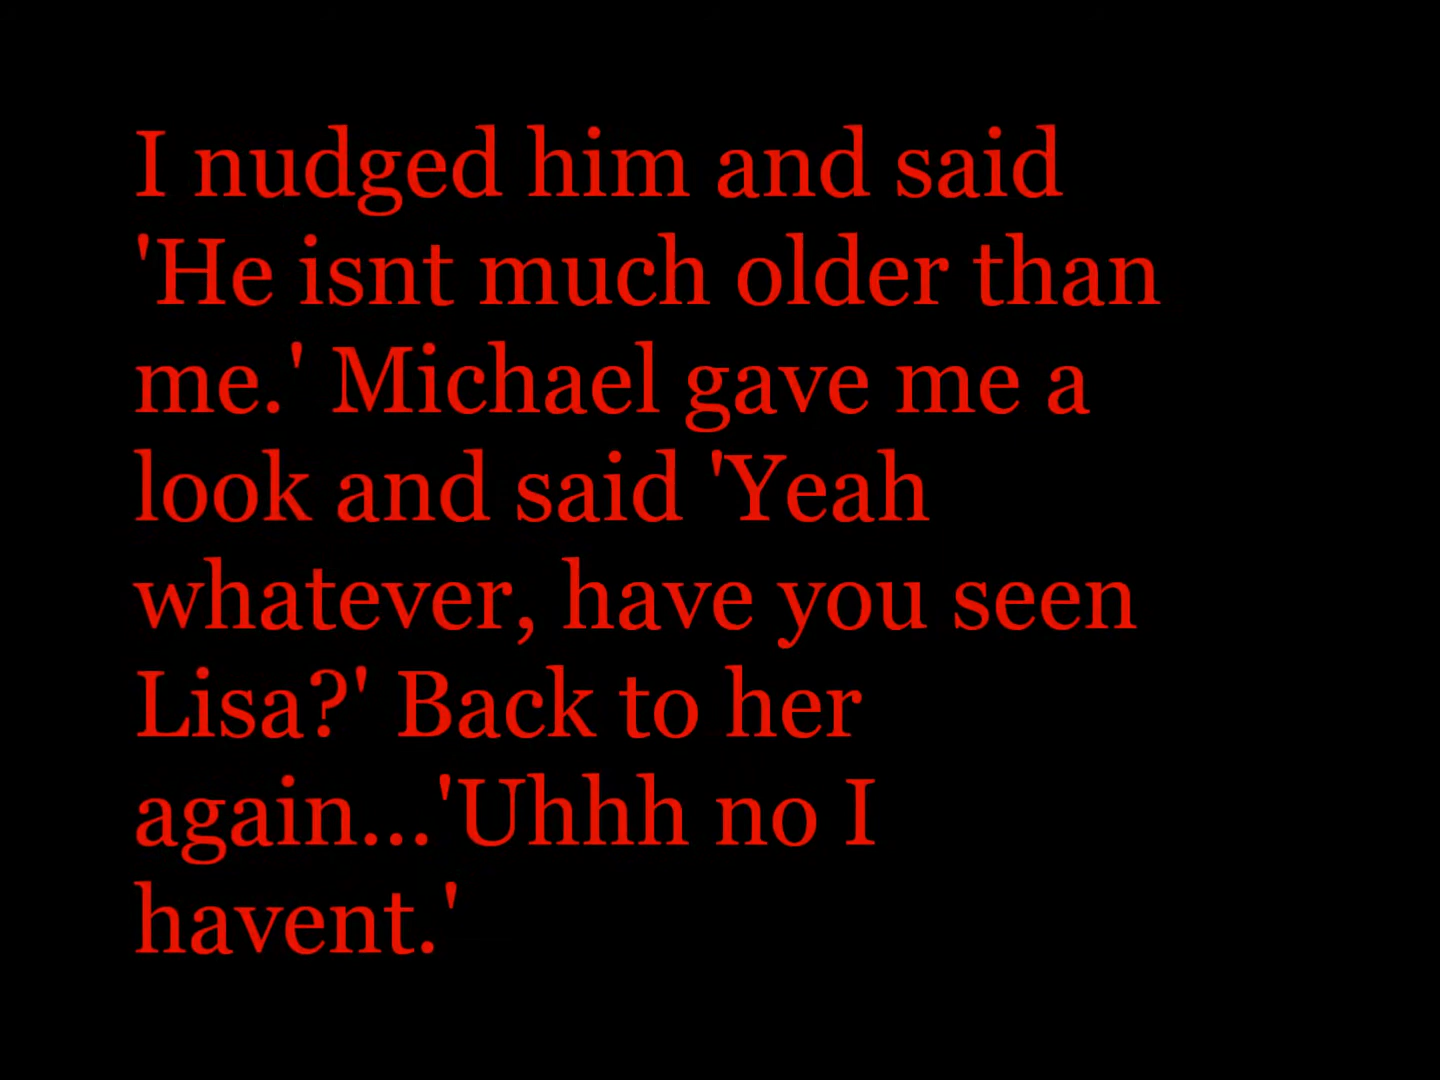 I nudged him and said
'He isnt much older than
me.' Michael gave me a
look and said 'Yeah
whatever, have you seen
Lisa?' Back to her
again...'Uhhh no I
havent.'